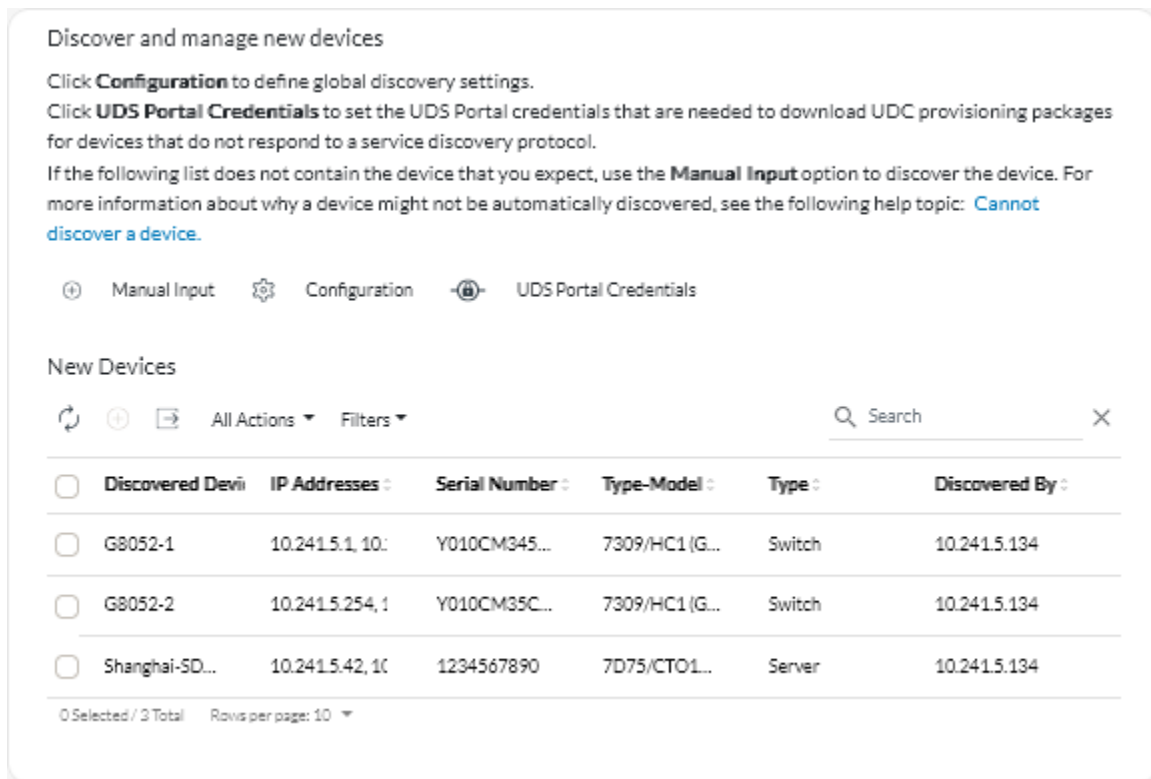 Discover and manage new devices
Click Configuration to define global discovery settings.
Click UDS Portal Credentials to set the UDS Portal credentials that are needed to download UDC provisioning packages
for devices that do not respond to a service discovery protocol.
If the following list does not contain the device that you expect, use the Manual Input option to discover the device. For
more information about why a device might not be automatically discovered, see the following help topic: Cannot
discover a device.
Manual Input Configuration UDS Portal Credentials
New Devices
All Actions Filters Search
Discovered Devi IP Addresses Serial Number Type-Model Type Discovered By
G8052-1 10.241.5.1, 10.: Y010CM345... 7309/HC1 (G... Switch 10.241.5.134
G8052-2 10.241.5.254, 1 Y010CM35C... 7309/HC1 (G... Switch 10.241.5.134
Shanghai-SD... 10.241.5.42, 10 1234567890 7D75/CTO1... Server 10.241.5.134
0 Selected / 3 Total Rows per page: 10